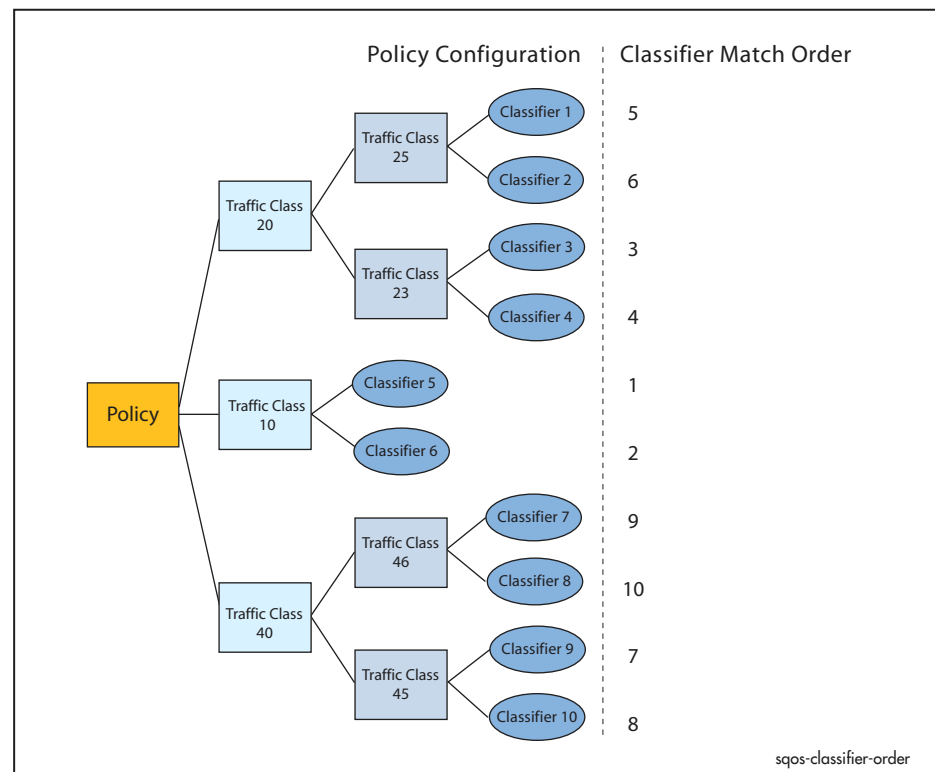 Policy Configuration
Classifier Match Order
Classifier 1
5
Traffic Class
25
Classifier 2
6
Traffic Class
20
Classifier 3
3
Traffic Class
23
Classifier 4
4
Policy
Traffic Class
10
Classifier 5
1
Classifier 6
2
Classifier 7
9
Traffic Class
46
Classifier 8
10
Traffic Class
40
Classifier 9
7
Traffic Class
45
Classifier 10
8
sqos-classifier-order